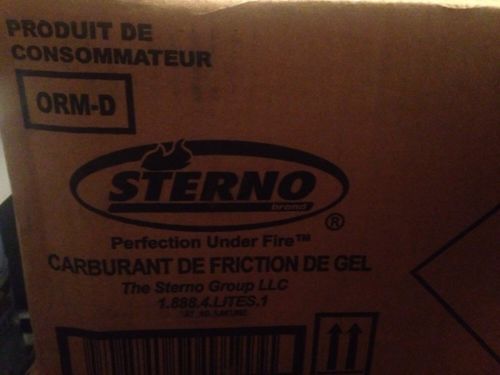 PRODUIT DE
CONSOMMATEUR
ORM-D
STERNO
brand
®
Perfection Under Fire™
CARBURANT DE FRICTION DE GEL
The Sterno Group LLC
1.888.4.LITES.1